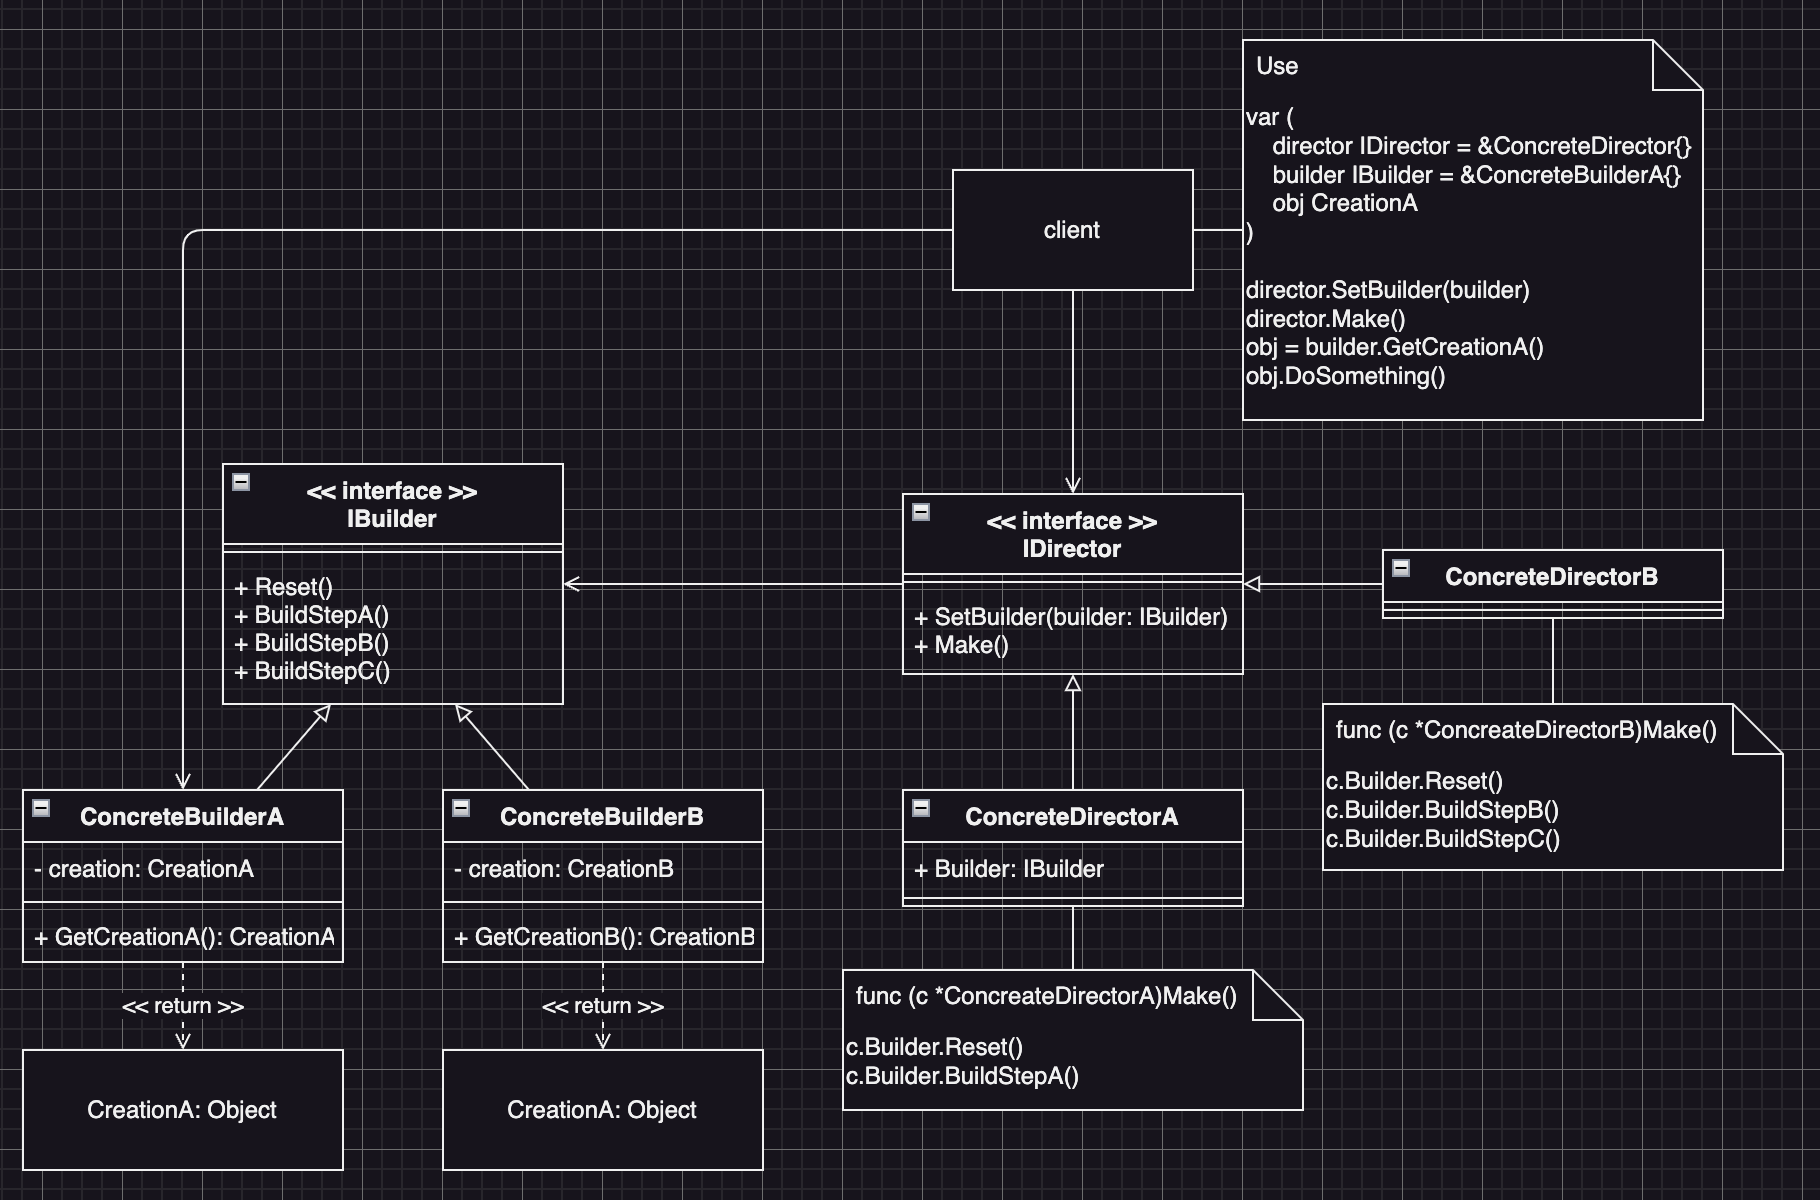 Use
var (
director IDirector = &ConcreteDirector{}
builder IBuilder = &ConcreteBuilderA{}
obj CreationA
)
director.SetBuilder(builder)
director.Make()
obj = builder.GetCreationA()
obj.DoSomething()
client
<< interface >>
IBuilder
+ Reset()
+ BuildStepA()
+ BuildStepB()
+ BuildStepC()
<< interface >>
IDirector
+ SetBuilder(builder: IBuilder)
+ Make()
ConcreteDirectorB
func (c *ConcreateDirectorB)Make()
c.Builder.Reset()
c.Builder.BuildStepB()
c.Builder.BuildStepC()
ConcreteBuilderA
- creation: CreationA
+ GetCreationA(): CreationA
<< return >>
CreationA: Object
ConcreteBuilderB
- creation: CreationB
+ GetCreationB(): CreationB
<< return >>
CreationA: Object
ConcreteDirectorA
+ Builder: IBuilder
func (c *ConcreateDirectorA)Make()
c.Builder.Reset()
c.Builder.BuildStepA()